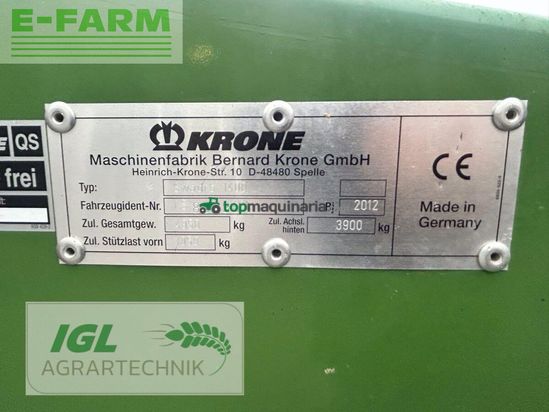 E-FARM
QS
frei
KRONE
Maschinenfabrik Bernard Krone GmbH
Heinrich-Krone-Str. 10 D-48480 Spelle
Typ:
Fahrzeugident-Nr.
topmaquinaria
2012
Zul. Gesamtgew. kg
Zul. Achsl. hinten 3900 kg
Zul. Stützlast vorn kg
CE
Made in
Germany
IGL
AGRARTECHNIK